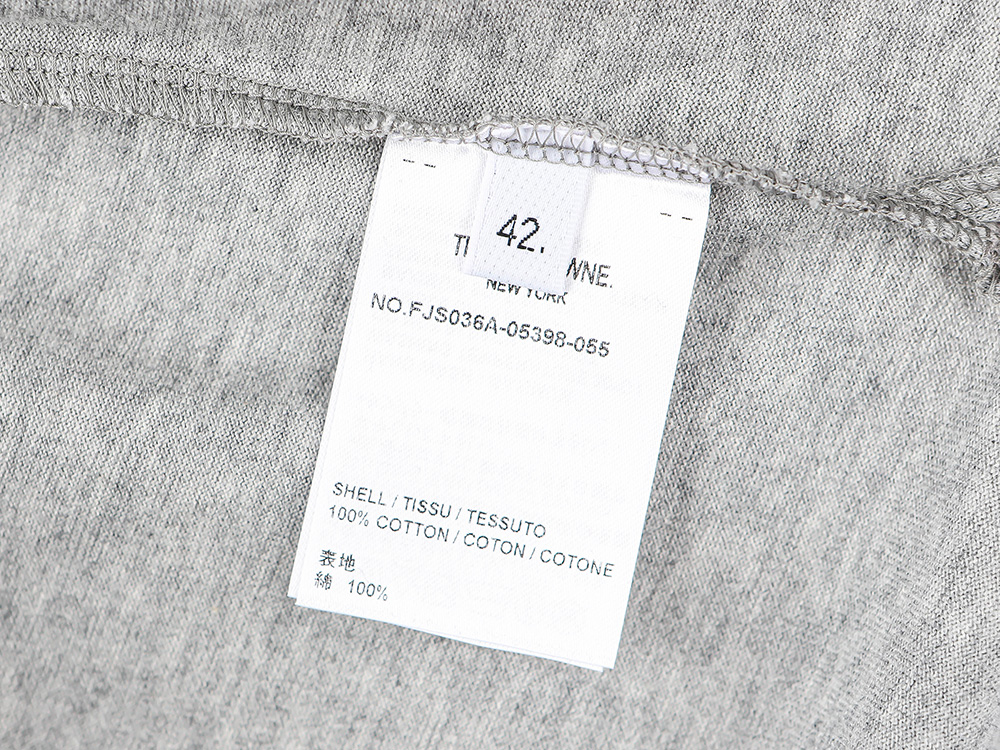 42.
NEW YORK
NO.FJS036A-05398-055
SHELL / TISSU / TESSUTO
100% COTTON / COTON / COTONE
表地
綿 100%